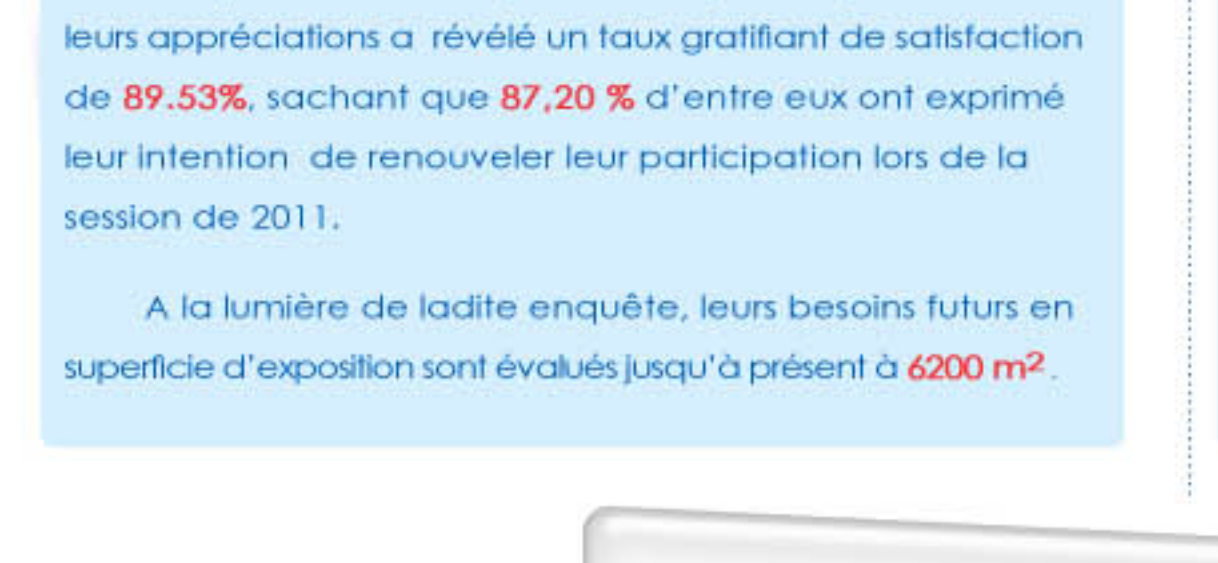 leurs appréciations a révélé un taux gratifiant de satisfaction
de 89.53%, sachant que 87,20 % d'entre eux ont exprimé
leur intention de renouveler leur participation lors de la
session de 2011.
A la lumière de ladite enquête, leurs besoins futurs en
superficie d'exposition sont évalués jusqu'à présent à 6200 m².